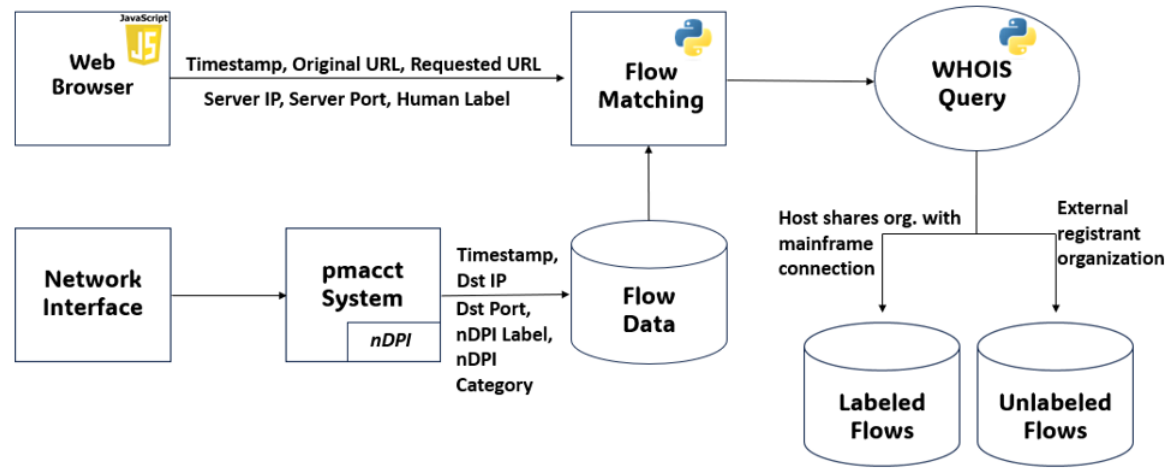 JavaScript
JS
Web
Browser
Timestamp, Original URL, Requested URL
Server IP, Server Port, Human Label
Flow
Matching
WHOIS
Query
Network
Interface
pmacct
System
nDPI
Timestamp,
Dst IP
Dst Port,
nDPI Label,
nDPI
Category
Flow
Data
Host shares org. with
mainframe
connection
External
registrant
organization
Labeled
Flows
Unlabeled
Flows